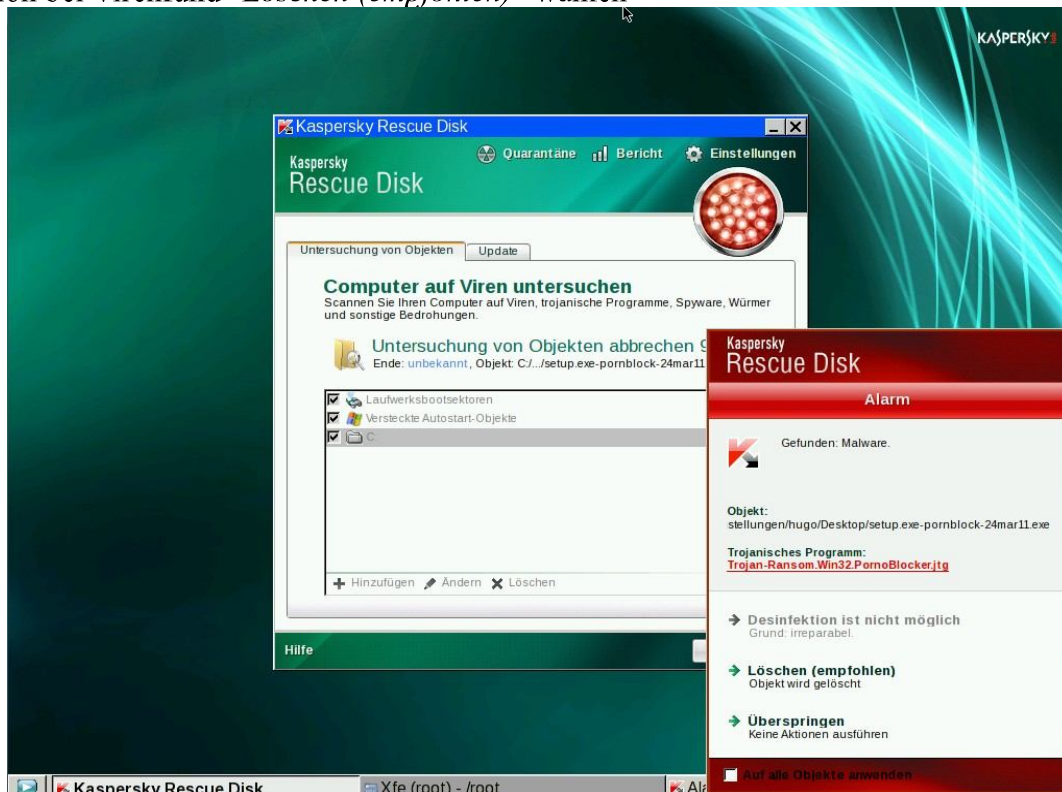 bei Virenfund "Löschen (empfohlen)" wählen
KASPERSKY
Kaspersky Rescue Disk
Quarantäne Bericht Einstellungen
Kaspersky
Rescue Disk
Untersuchung von Objekten Update
Computer auf Viren untersuchen
Scannen Sie Ihren Computer auf Viren, trojanische Programme, Spyware, Würmer
und sonstige Bedrohungen.
Untersuchung von Objekten abbrechen
Ende: unbekannt, Objekt: C:/.../setup.exe-pornblock-24mar11
Laufwerksbootsektoren
Versteckte Autostart-Objekte
C:
Hinzufügen Ändern Löschen
Hilfe
Kaspersky
Rescue Disk
Alarm
Gefunden: Malware.
Objekt:
stellungen/hugo/Desktop/setup.exe-pornblock-24mar11.exe
Trojanisches Programm:
Trojan-Ransom.Win32.PornoBlocker.jtg
Desinfektion ist nicht möglich
Grund: irreparabel.
Löschen (empfohlen)
Objekt wird gelöscht
Überspringen
Keine Aktionen ausführen
Auf alle Objekte anwenden
Kaspersky Rescue Disk Xfe (root) - /root